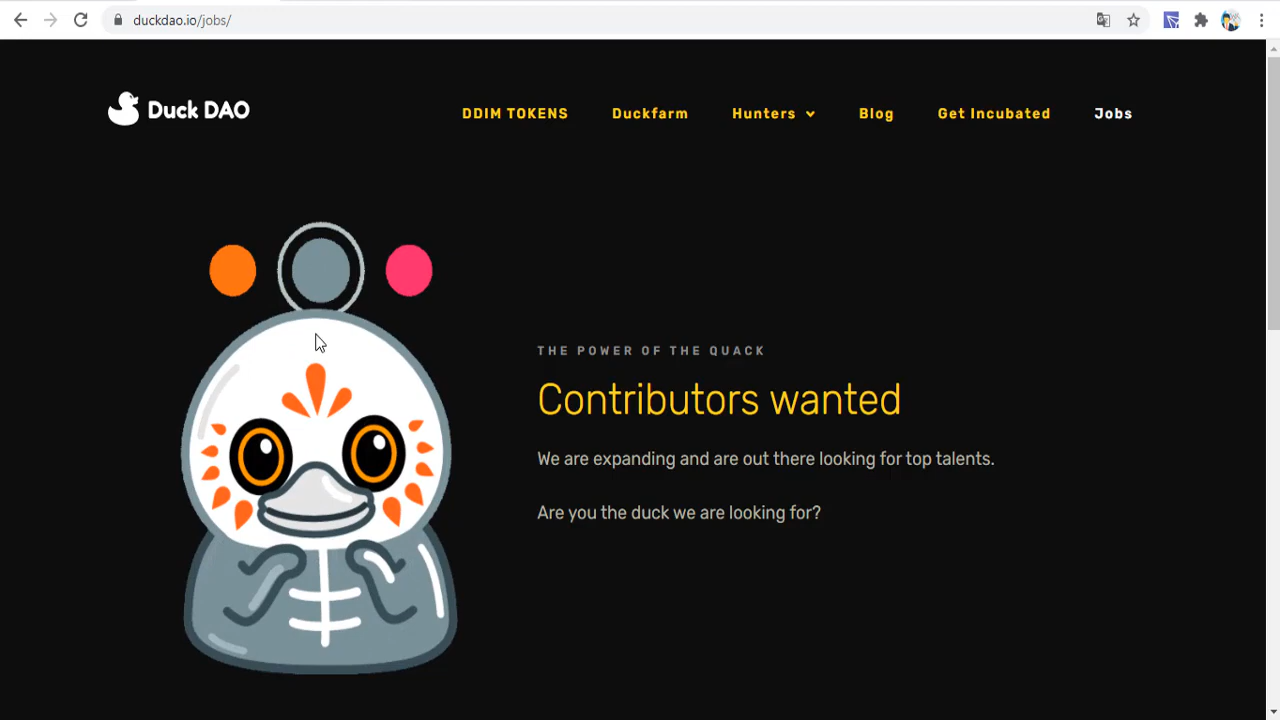 duckdao.io/jobs/
Duck DAO
DDIM TOKENS
Duckfarm
Hunters
Blog
Get Incubated
Jobs
THE POWER OF THE QUACK
Contributors wanted
We are expanding and are out there looking for top talents.
Are you the duck we are looking for?